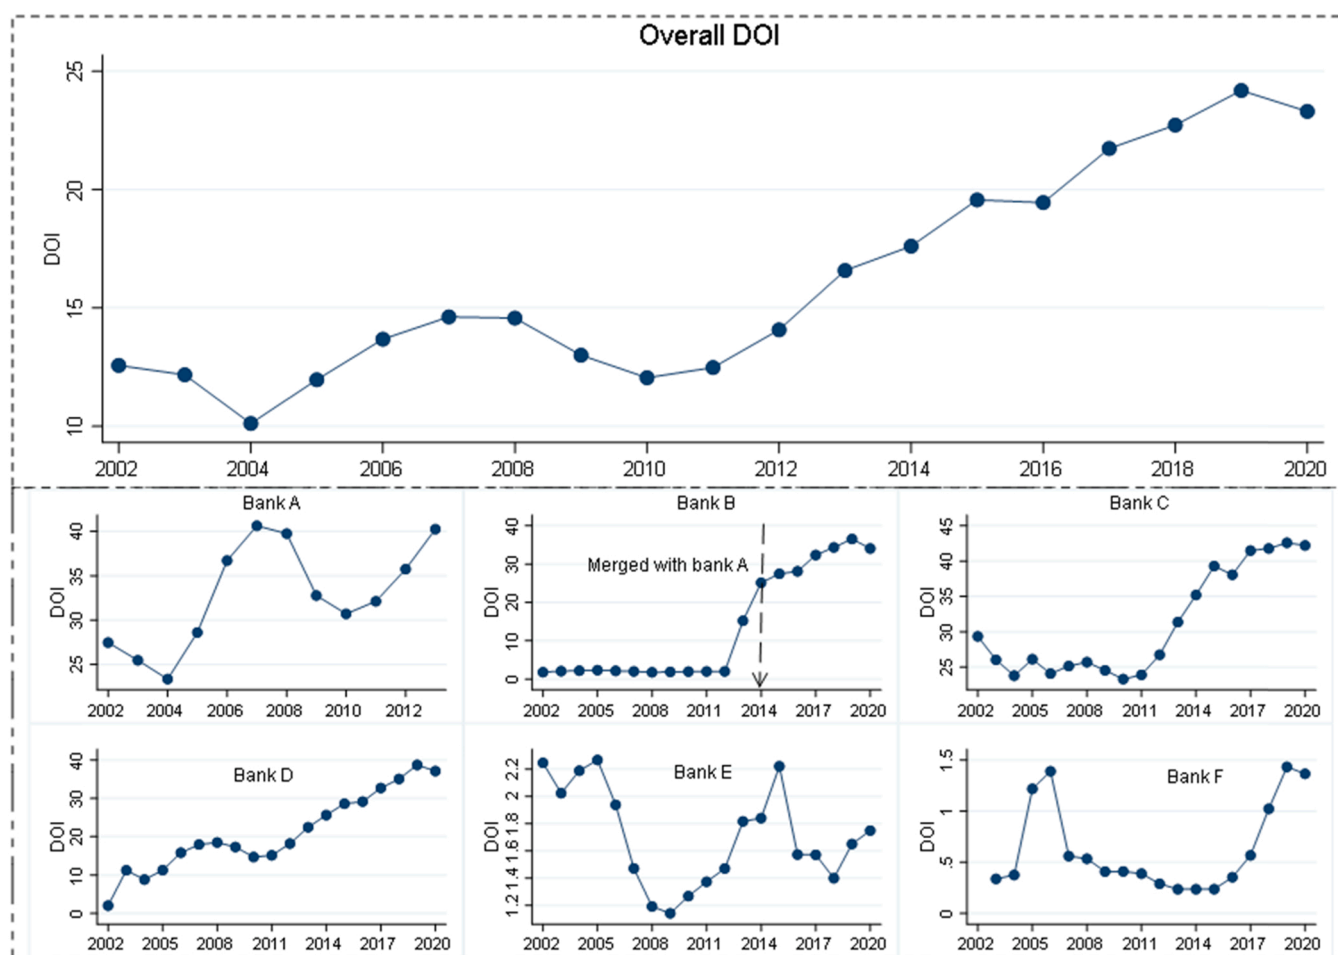 Overall DOI
25
20
15
10
DOI
2002 2004 2006 2008 2010 2012 2014 2016 2018 2020
Bank A
40
35
30
25
DOI
2002 2004 2006 2008 2010 2012
Bank B
Merged with bank A
40
30
20
10
0
DOI
2002 2005 2008 2011 2014 2017 2020
Bank C
45
40
35
30
25
DOI
2002 2005 2008 2011 2014 2017 2020
Bank D
40
30
20
10
0
DOI
2002 2005 2008 2011 2014 2017 2020
Bank E
2.2
2
1.8
1.6
1.4
1.2
DOI
2002 2005 2008 2011 2014 2017 2020
Bank F
1.5
1
.5
0
DOI
2002 2005 2008 2011 2014 2017 2020